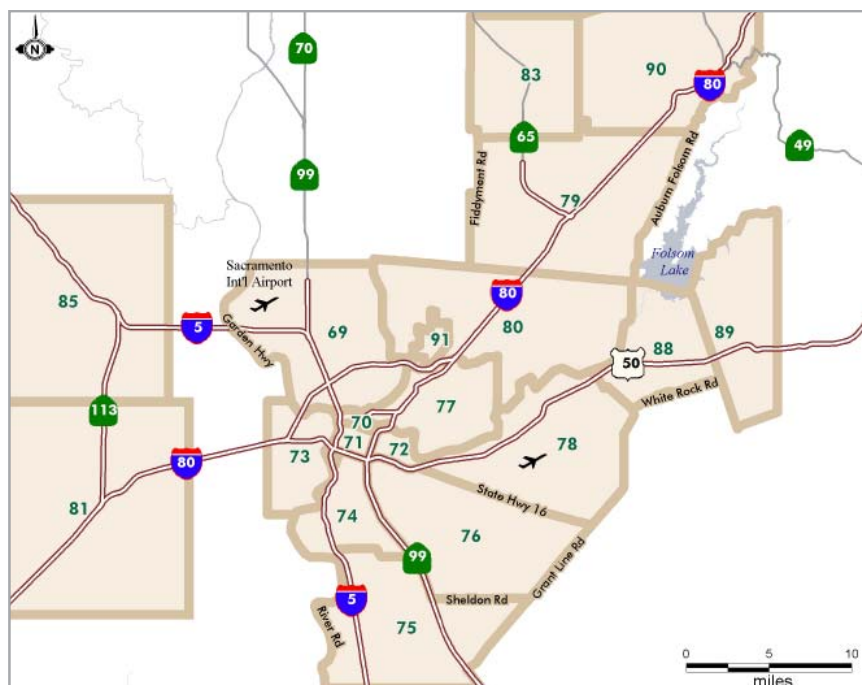 N
70
83
90
80
65
49
99
Fiddyment Rd
Auburn Folsom Rd
79
Folsom
Lake
Sacramento
Int'l Airport
85
5
Garden Hwy
69
80
80
91
88
89
50
White Rock Rd
113
77
70
71
72
73
78
80
81
State Hwy 16
74
76
Grant Line Rd
99
5
Sheldon Rd
River Rd
75
0
5
10
miles